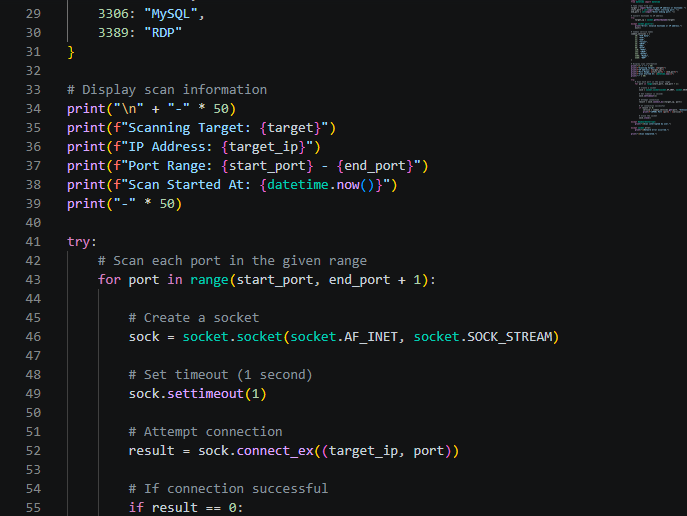 29 3306: "MySQL",
30 3389: "RDP"
31 }
32
33 # Display scan information
34 print("\n" + "-" * 50)
35 print(f"Scanning Target: {target}")
36 print(f"IP Address: {target_ip}")
37 print(f"Port Range: {start_port} - {end_port}")
38 print(f"Scan Started At: {datetime.now()}")
39 print("-" * 50)
40
41 try:
42 # Scan each port in the given range
43 for port in range(start_port, end_port + 1):
44
45 # Create a socket
46 sock = socket.socket(socket.AF_INET, socket.SOCK_STREAM)
47
48 # Set timeout (1 second)
49 sock.settimeout(1)
50
51 # Attempt connection
52 result = sock.connect_ex((target_ip, port))
53
54 # If connection successful
55 if result == 0: